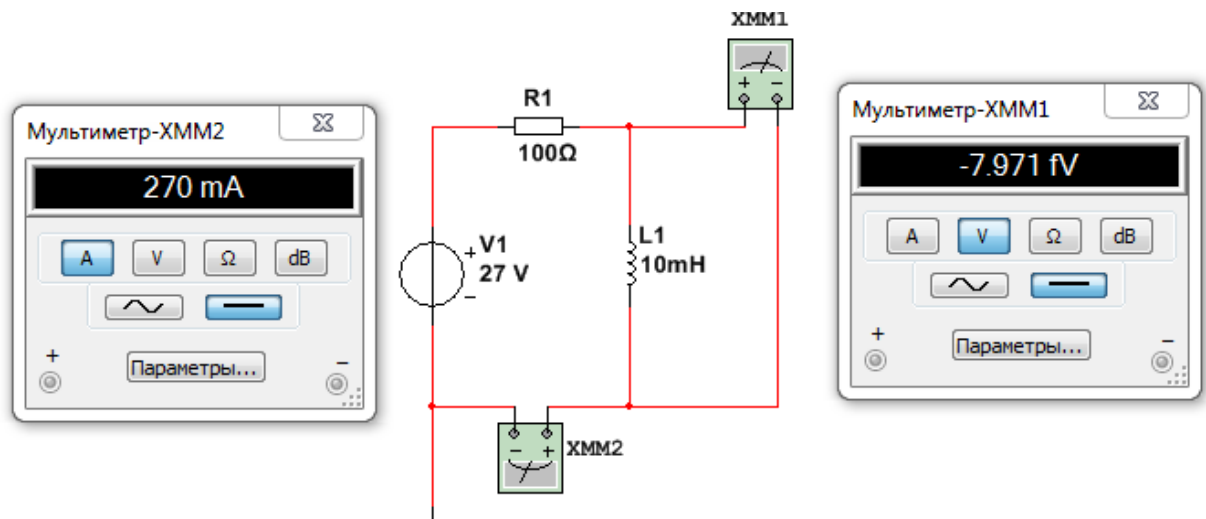 XMM1
+ −
Мультиметр-XMM2
270 mA
A V Ω dB
+ −
Параметры...
R1
100Ω
+ V1
27 V
−
L1
10mH
− +
XMM2
Мультиметр-XMM1
-7.971 fV
A V Ω dB
+ −
Параметры...